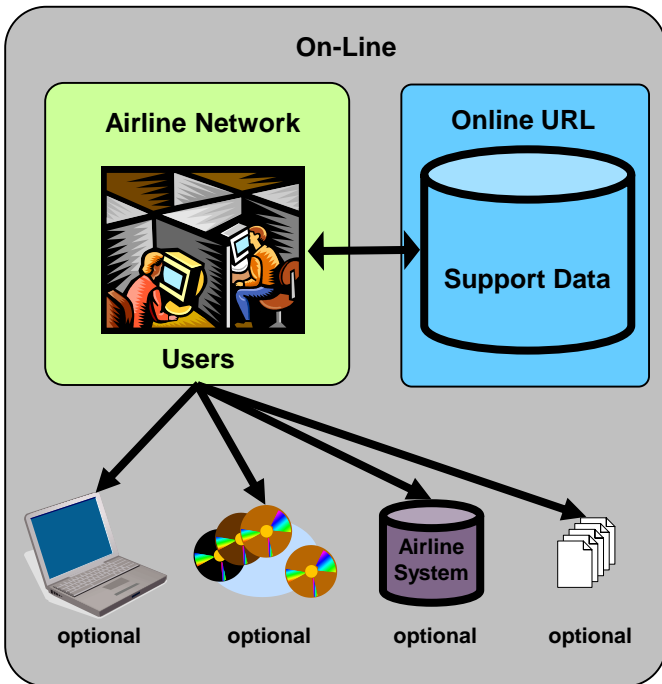 On-Line
Airline Network
Online URL
Support Data
Users
Airline
System
optional
optional
optional
optional